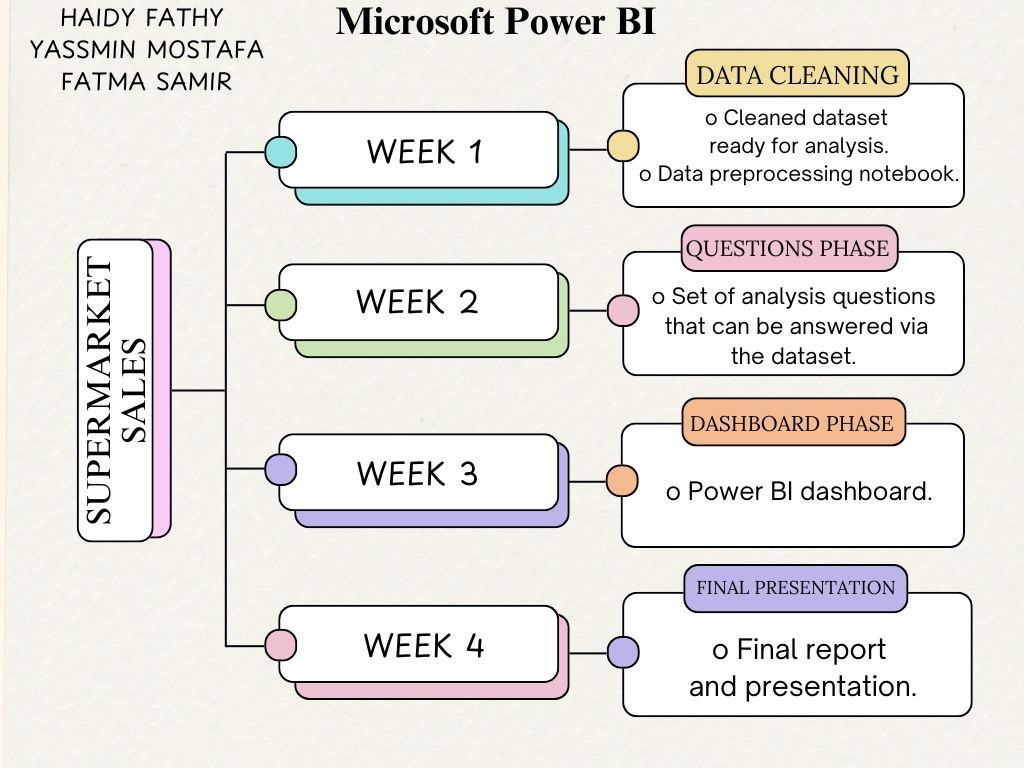 HAIDY FATHY
YASSMIN MOSTAFA
FATMA SAMIR
Microsoft Power BI
SUPERMARKET
SALES
WEEK 1
DATA CLEANING
o Cleaned dataset
ready for analysis.
o Data preprocessing notebook.
WEEK 2
QUESTIONS PHASE
o Set of analysis questions
that can be answered via
the dataset.
WEEK 3
DASHBOARD PHASE
o Power BI dashboard.
WEEK 4
FINAL PRESENTATION
o Final report
and presentation.